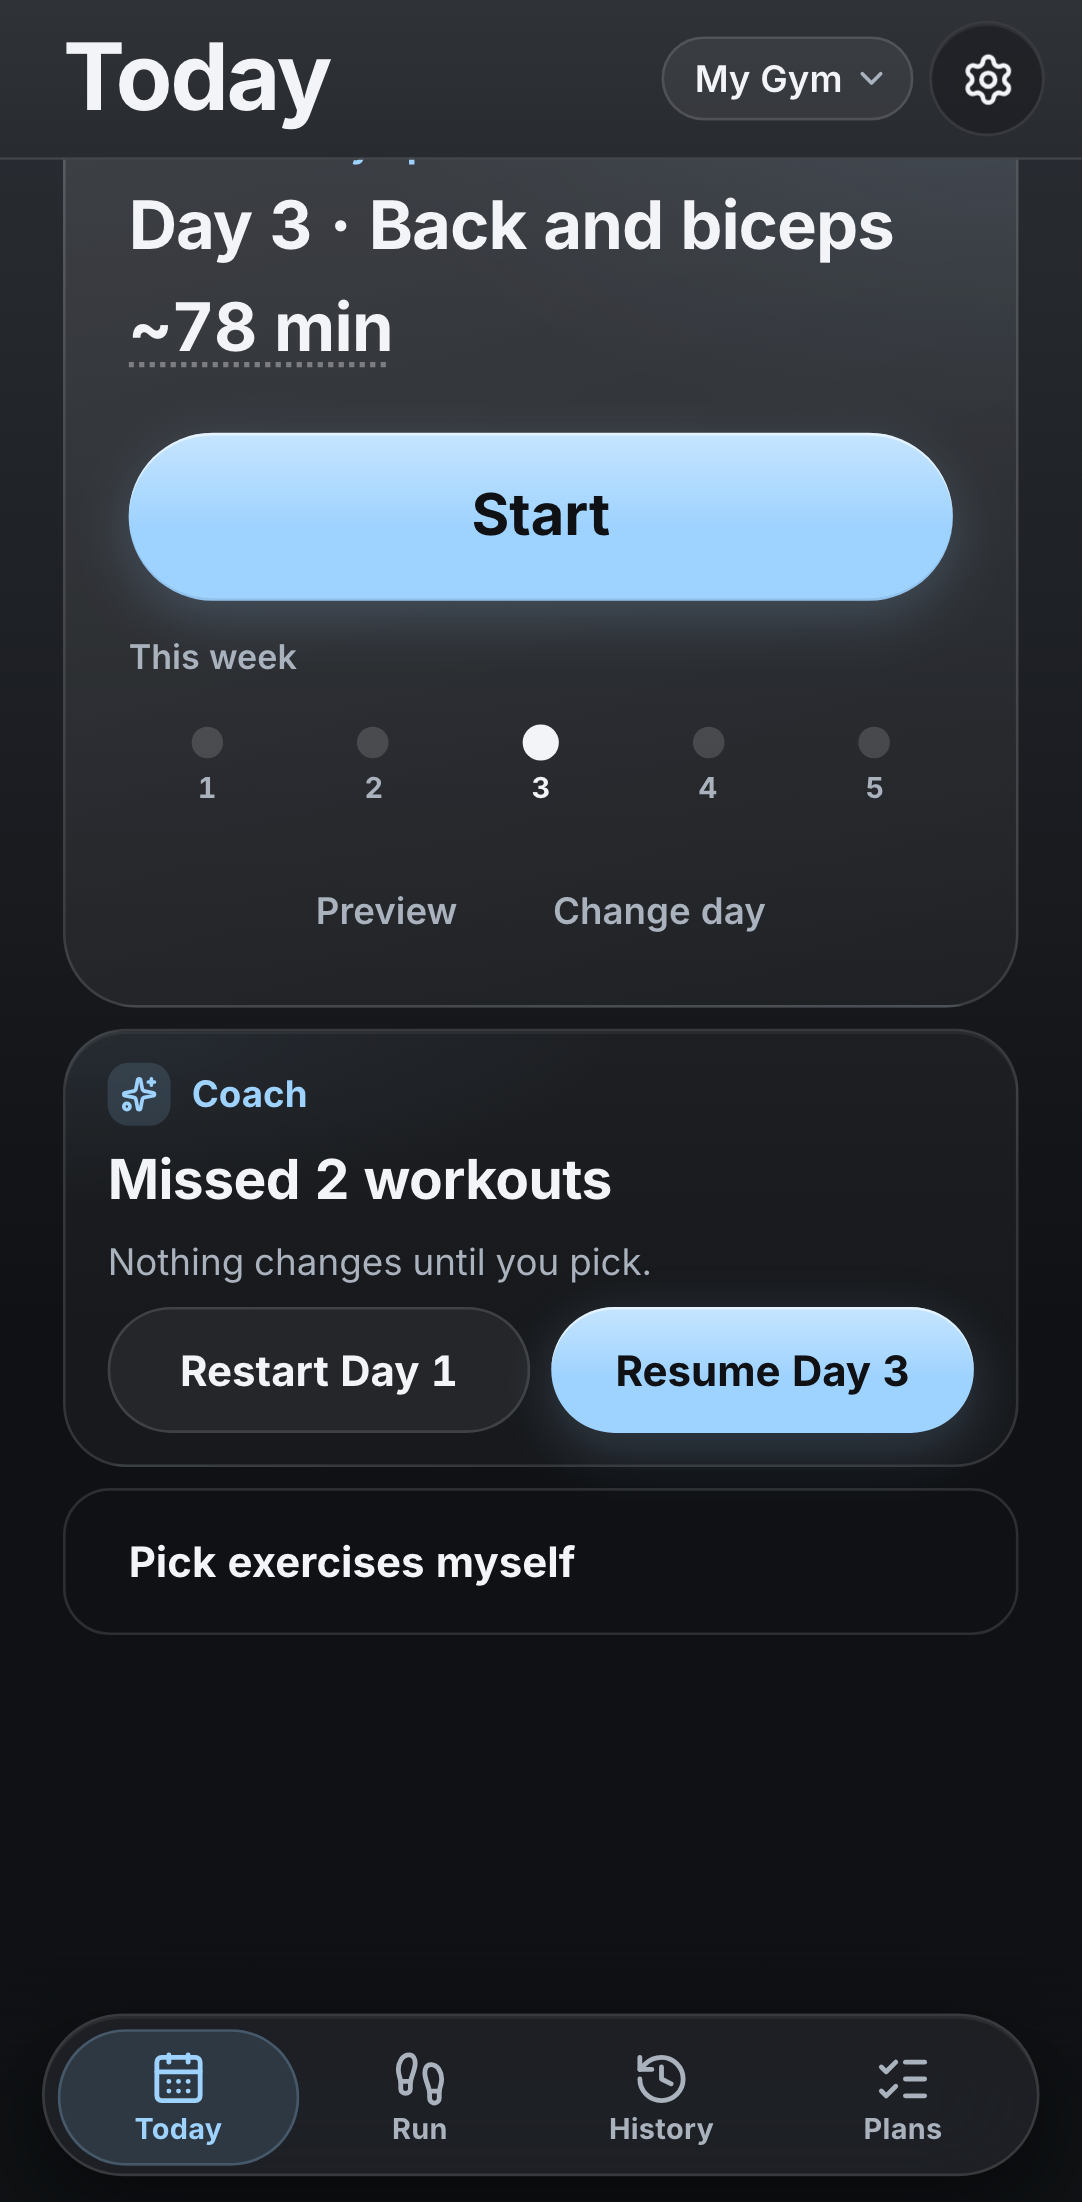 Today
My Gym
Day 3 · Back and biceps
~78 min
Start
This week
1 2 3 4 5
Preview Change day
Coach
Missed 2 workouts
Nothing changes until you pick.
Restart Day 1 Resume Day 3
Pick exercises myself
Today Run History Plans